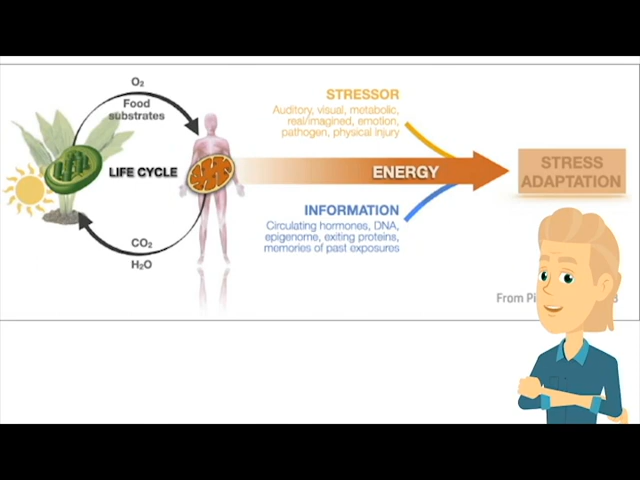 O2
Food
substrates
LIFE CYCLE
CO2
H2O
STRESSOR
Auditory, visual, metabolic,
real/imagined, emotion,
pathogen, physical injury
ENERGY
STRESS
ADAPTATION
INFORMATION
Circulating hormones, DNA,
epigenome, exiting proteins,
memories of past exposures
From